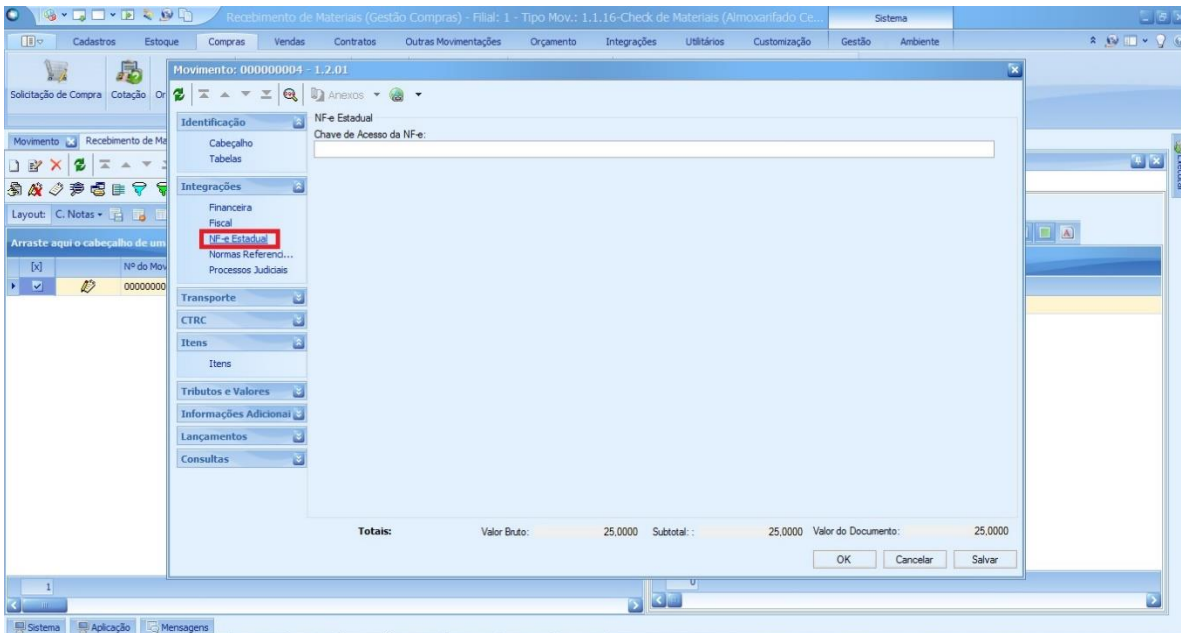 Recebimento de Materiais (Gestão Compras) - Filial: 1 - Tipo Mov.: 1.1.16-Check de Materiais (Almoxarifado Ce...
Sistema
Cadastros Estoque Compras Vendas Contratos Outras Movimentações Orçamento Integrações Utilitários Customização Gestão Ambiente
Solicitação de Compra Cotação Or
Movimento: 000000004 - 1.2.01
Anexos
Movimento Recebimento de Ma
Layout: C. Notas
Arraste aqui o cabeçalho de um
[x] Nº do Mov
00000000
Identificação
Cabeçalho
Tabelas
Integrações
Financeira
Fiscal
NF-e Estadual
Normas Referenci...
Processos Judiciais
Transporte
CTRC
Itens
Itens
Tributos e Valores
Informações Adicionai
Lançamentos
Consultas
NF-e Estadual
Chave de Acesso da NF-e:
Totais: Valor Bruto: 25,0000 Subtotal: : 25,0000 Valor do Documento: 25,0000
OK Cancelar Salvar
1
0
Sistema Aplicação Mensagens